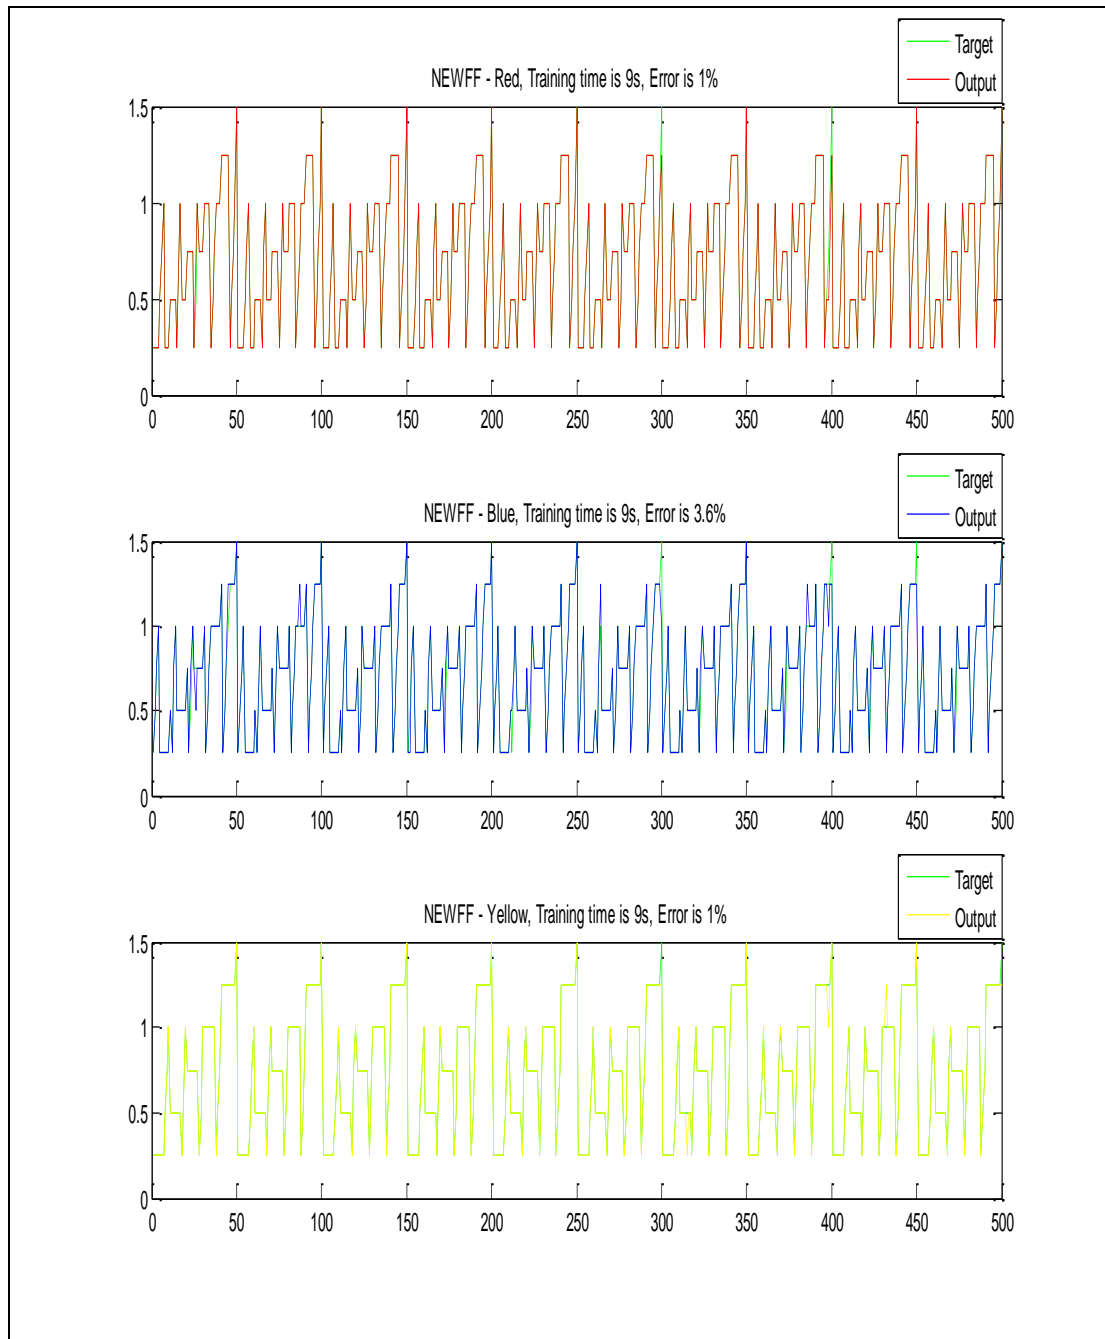 Target
Output
NEWFF - Red, Training time is 9s, Error is 1%
1.5
1
0.5
0
0 50 100 150 200 250 300 350 400 450 500
Target
Output
NEWFF - Blue, Training time is 9s, Error is 3.6%
1.5
1
0.5
0
0 50 100 150 200 250 300 350 400 450 500
Target
Output
NEWFF - Yellow, Training time is 9s, Error is 1%
1.5
1
0.5
0
0 50 100 150 200 250 300 350 400 450 500